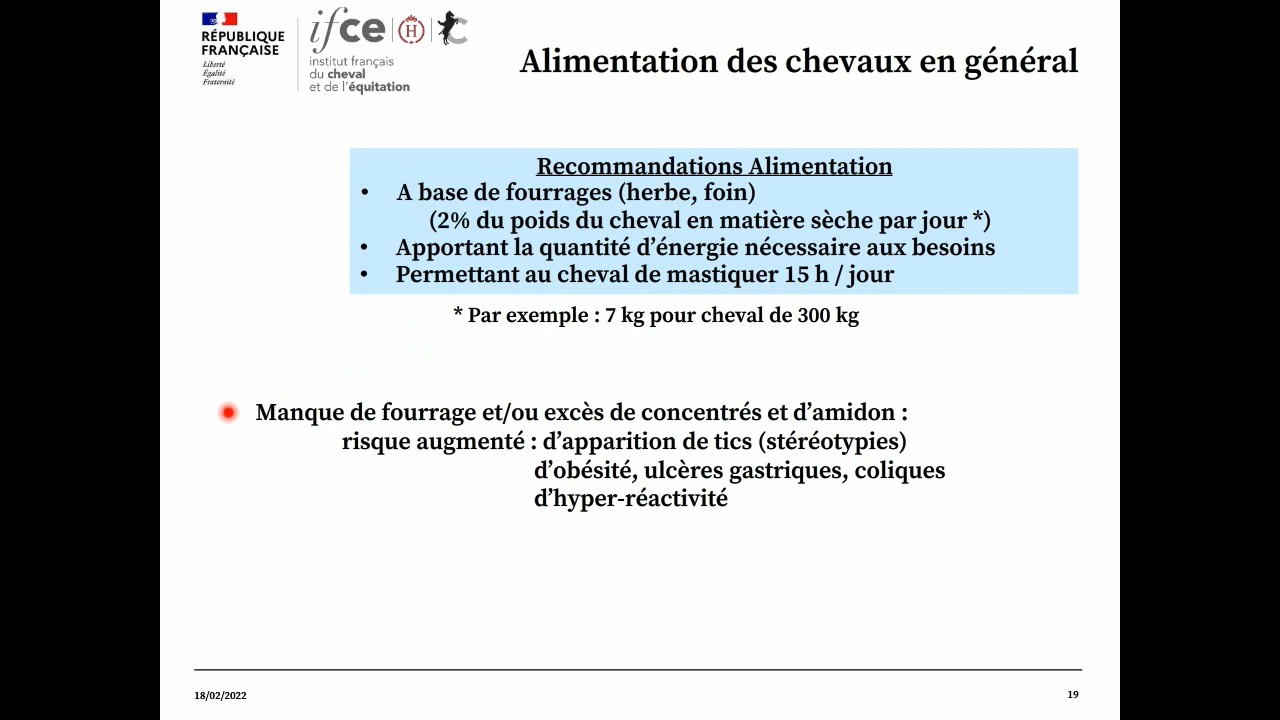 RÉPUBLIQUE
FRANÇAISE
Liberté
Égalité
Fraternité
ifce
H
institut français
du cheval
et de l'équitation
Alimentation des chevaux en général
Recommandations Alimentation
• A base de fourrages (herbe, foin)
(2% du poids du cheval en matière sèche par jour *)
• Apportant la quantité d'énergie nécessaire aux besoins
• Permettant au cheval de mastiquer 15 h / jour
* Par exemple : 7 kg pour cheval de 300 kg
Manque de fourrage et/ou excès de concentrés et d'amidon :
risque augmenté : d'apparition de tics (stéréotypies)
d'obésité, ulcères gastriques, coliques
d'hyper-réactivité
18/02/2022
19